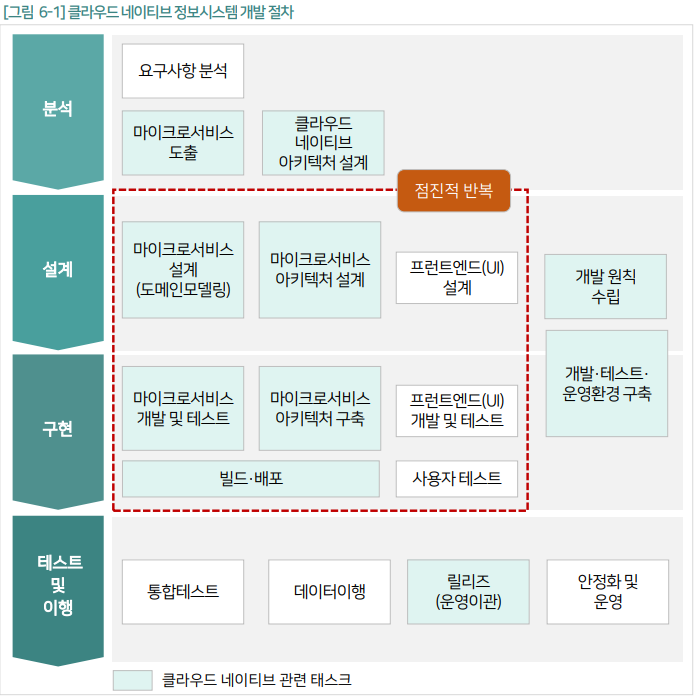 [그림 6-1] 클라우드 네이티브 정보시스템 개발 절차
분석
요구사항 분석
마이크로서비스
도출
클라우드
네이티브
아키텍처 설계
점진적 반복
설계
마이크로서비스
설계
(도메인모델링)
마이크로서비스
아키텍처 설계
프런트엔드(UI)
설계
개발 원칙
수립
구현
마이크로서비스
개발 및 테스트
마이크로서비스
아키텍처 구축
프런트엔드(UI)
개발 및 테스트
개발·테스트·
운영환경 구축
빌드·배포
사용자 테스트
테스트
및
이행
통합테스트
데이터이행
릴리즈
(운영이관)
안정화 및
운영
클라우드 네이티브 관련 태스크